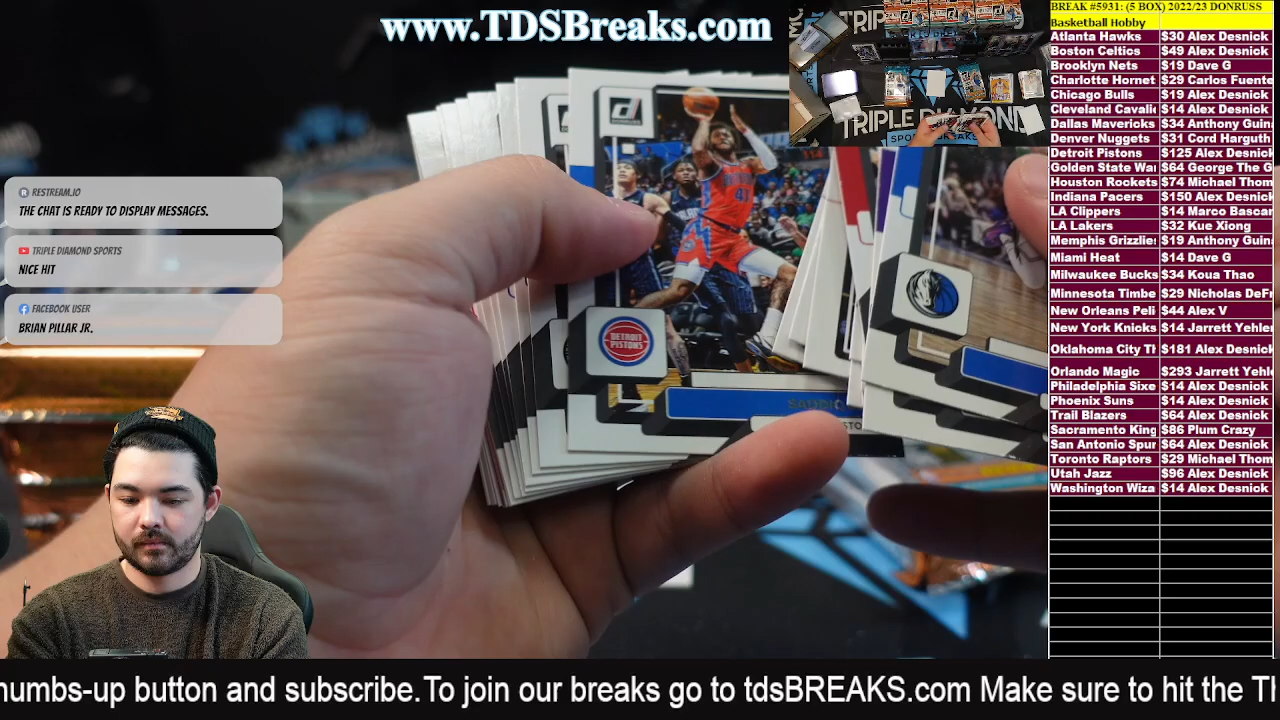 www.TDSBreaks.com
RESTREAM.IO
THE CHAT IS READY TO DISPLAY MESSAGES.
TRIPLE DIAMOND SPORTS
NICE HIT
FACEBOOK USER
BRIAN PILLAR JR.
DONRUSS
41
DETROIT
PISTONS
TRIPLE DIAMOND
BREAK #5931: (5 BOX) 2022/23 DONRUSS
Basketball Hobby
Atlanta Hawks $30 Alex Desnick
Boston Celtics $49 Alex Desnick
Brooklyn Nets $19 Dave G
Charlotte Hornet $29 Carlos Fuente
Chicago Bulls $19 Alex Desnick
Cleveland Cavalie $14 Alex Desnick
Dallas Mavericks $34 Anthony Guin
Denver Nuggets $31 Cord Harguth
Detroit Pistons $125 Alex Desnick
Golden State War $64 George The G
Houston Rockets $74 Michael Thom
Indiana Pacers $150 Alex Desnick
LA Clippers $14 Marco Bascar
LA Lakers $32 Kue Xiong
Memphis Grizzlies $19 Anthony Guin
Miami Heat $14 Dave G
Milwaukee Bucks $34 Koua Thao
Minnesota Timbe $29 Nicholas DeFr
New Orleans Peli $44 Alex V
New York Knicks $14 Jarrett Yehle
Oklahoma City Th $181 Alex Desnick
Orlando Magic $293 Jarrett Yehle
Philadelphia Sixe $14 Alex Desnick
Phoenix Suns $14 Alex Desnick
Trail Blazers $64 Alex Desnick
Sacramento King $86 Plum Crazy
San Antonio Spur $64 Alex Desnick
Toronto Raptors $29 Michael Thom
Utah Jazz $96 Alex Desnick
Washington Wiza $14 Alex Desnick
humbs-up button and subscribe.To join our breaks go to tdsBREAKS.com Make sure to hit the Th